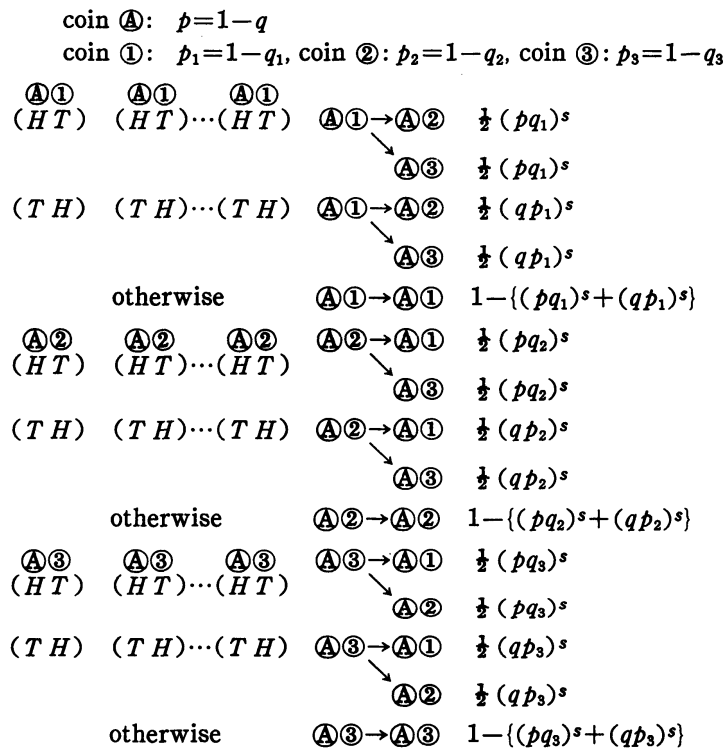 coin Ⓐ: p=1−q
coin ①: p₁=1−q₁, coin ②: p₂=1−q₂, coin ③: p₃=1−q₃
Ⓐ① Ⓐ① Ⓐ①
(H T) (H T)⋯(H T) Ⓐ①→Ⓐ② ½ (pq₁)ˢ
↘Ⓐ③ ½ (pq₁)ˢ
(T H) (T H)⋯(T H) Ⓐ①→Ⓐ② ½ (qp₁)ˢ
↘Ⓐ③ ½ (qp₁)ˢ
otherwise Ⓐ①→Ⓐ① 1−{(pq₁)ˢ+(qp₁)ˢ}
Ⓐ② Ⓐ② Ⓐ② Ⓐ②→Ⓐ① ½ (pq₂)ˢ
(H T) (H T)⋯(H T)
↘Ⓐ③ ½ (pq₂)ˢ
(T H) (T H)⋯(T H) Ⓐ②→Ⓐ① ½ (qp₂)ˢ
↘Ⓐ③ ½ (qp₂)ˢ
otherwise Ⓐ②→Ⓐ② 1−{(pq₂)ˢ+(qp₂)ˢ}
Ⓐ③ Ⓐ③ Ⓐ③ Ⓐ③→Ⓐ① ½ (pq₃)ˢ
(H T) (H T)⋯(H T)
↘Ⓐ② ½ (pq₃)ˢ
(T H) (T H)⋯(T H) Ⓐ③→Ⓐ① ½ (qp₃)ˢ
↘Ⓐ② ½ (qp₃)ˢ
otherwise Ⓐ③→Ⓐ③ 1−{(pq₃)ˢ+(qp₃)ˢ}